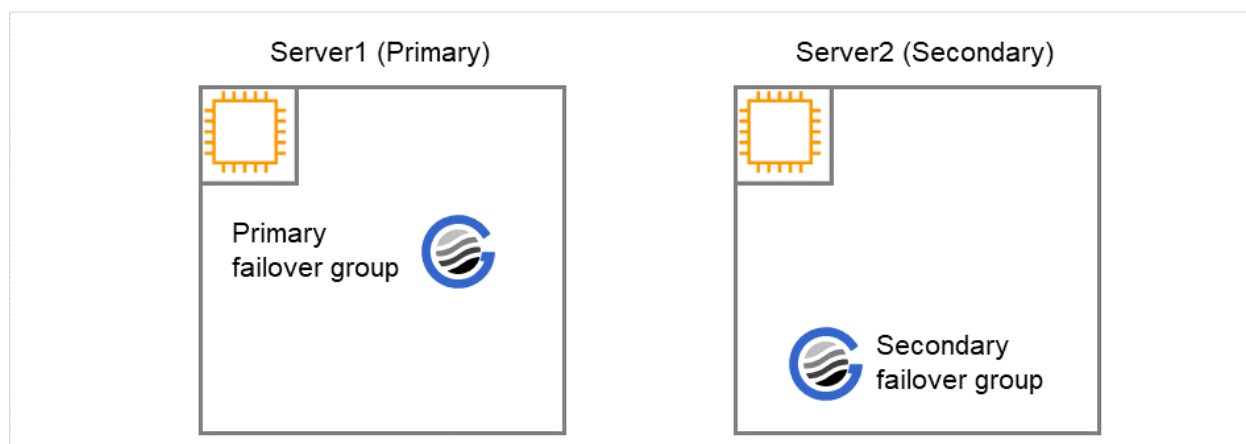 Server1 (Primary)
Server2 (Secondary)
Primary
failover group
Secondary
failover group